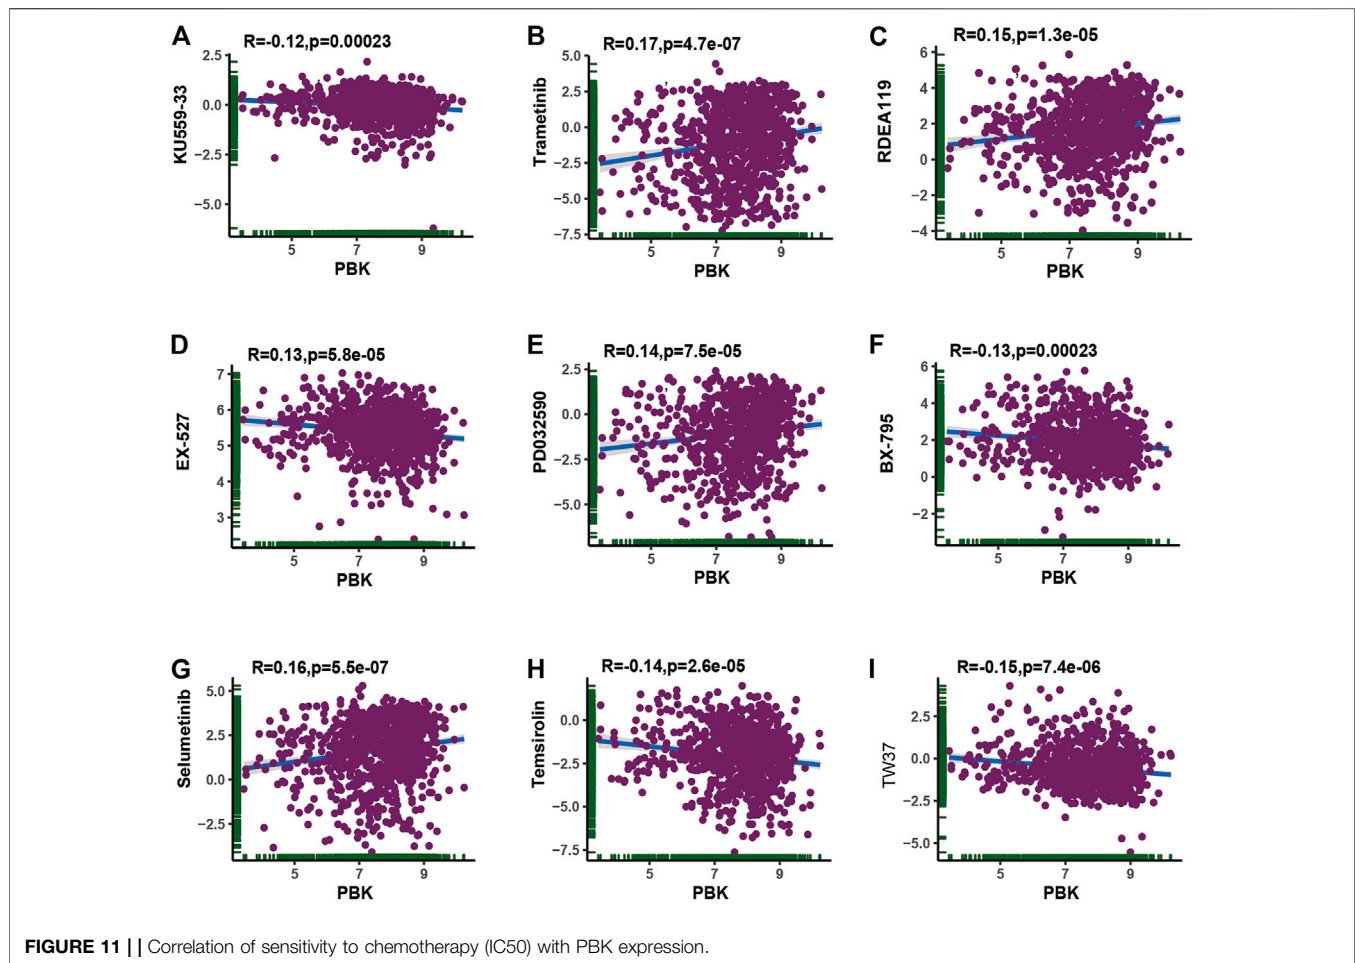 A
R=-0.12,p=0.00023
KU559-33
2.5
0.0
−2.5
−5.0
5 7 9
PBK
B
R=0.17,p=4.7e-07
Trametinib
5.0
2.5
0.0
−2.5
−5.0
−7.5
5 7 9
PBK
C
R=0.15,p=1.3e-05
RDEA119
6
4
2
0
−2
−4
5 7 9
PBK
D
R=0.13,p=5.8e-05
EX-527
7
6
5
4
3
5 7 9
PBK
E
R=0.14,p=7.5e-05
PD032590
2.5
0.0
−2.5
−5.0
5 7 9
PBK
F
R=-0.13,p=0.00023
BX-795
6
4
2
0
−2
5 7 9
PBK
G
R=0.16,p=5.5e-07
Selumetinib
5.0
2.5
0.0
−2.5
5 7 9
PBK
H
R=-0.14,p=2.6e-05
Temsirolin
0.0
−2.5
−5.0
−7.5
5 7 9
PBK
I
R=-0.15,p=7.4e-06
TW37
2.5
0.0
−2.5
−5.0
5 7 9
PBK
FIGURE 11 | | Correlation of sensitivity to chemotherapy (IC50) with PBK expression.